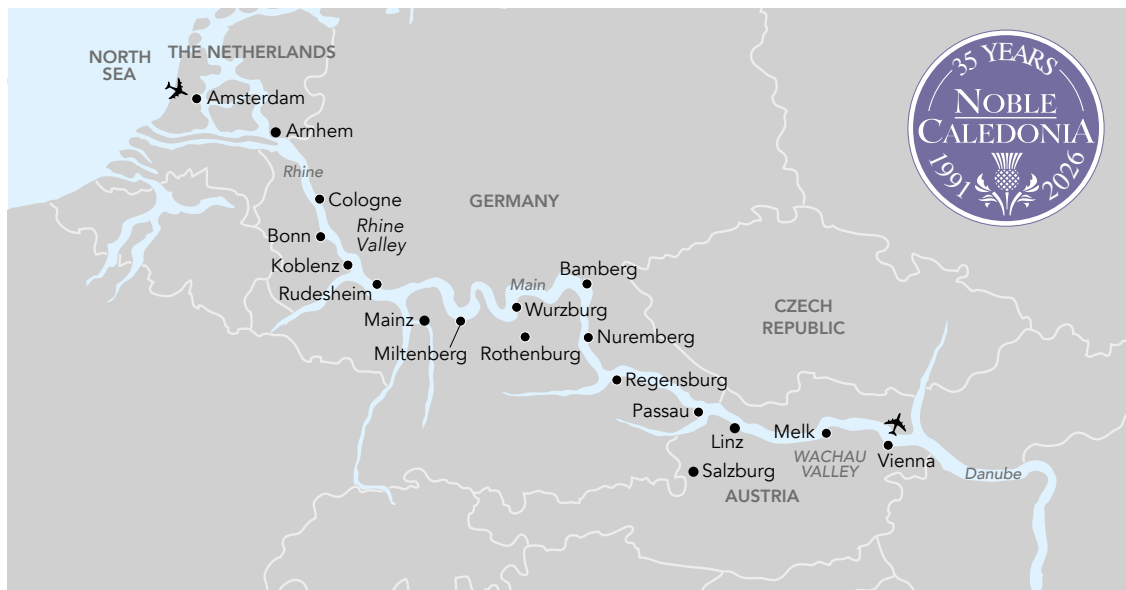 NORTH
SEA
THE NETHERLANDS
Amsterdam
Arnhem
Rhine
Cologne
Rhine
Valley
Bonn
Koblenz
Rudesheim
GERMANY
Mainz
Miltenberg
Main
Bamberg
Wurzburg
Rothenburg
Nuremberg
CZECH
REPUBLIC
Regensburg
Passau
Linz
Melk
WACHAU
VALLEY
Vienna
Salzburg
AUSTRIA
Danube
35 YEARS
NOBLE
CALEDONIA
1991 2026